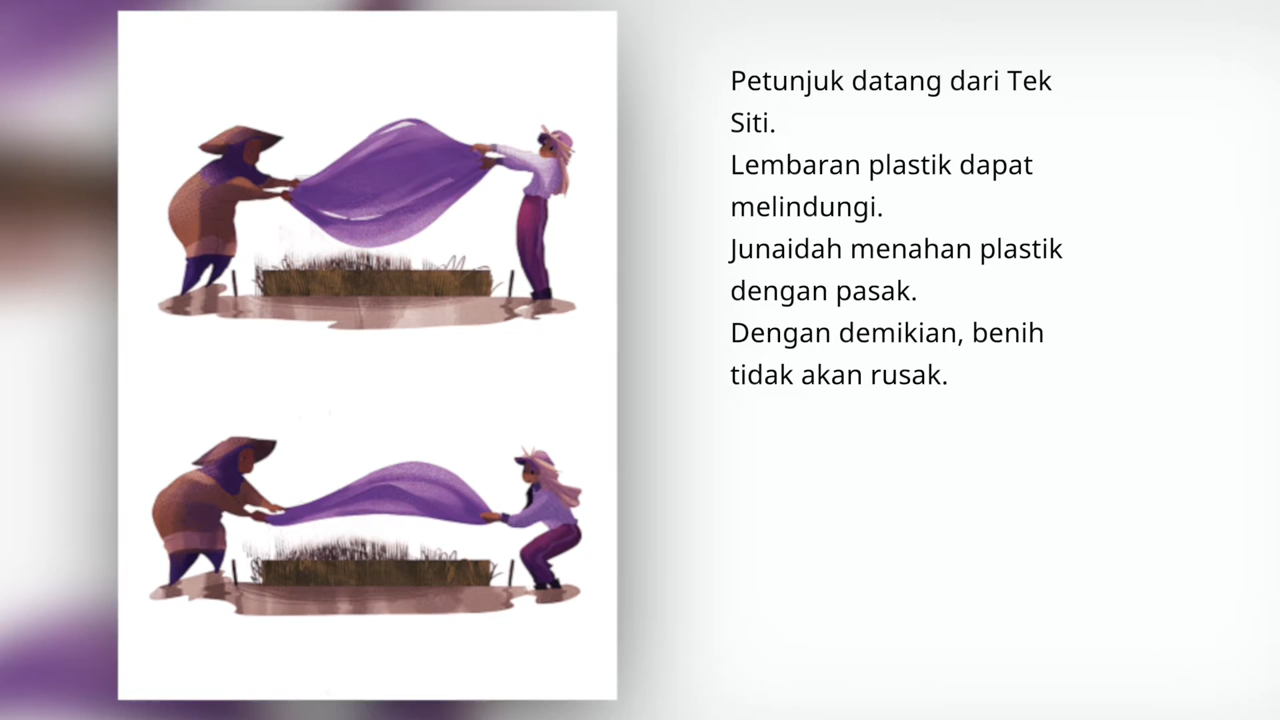 Petunjuk datang dari Tek
Siti.
Lembaran plastik dapat
melindungi.
Junaidah menahan plastik
dengan pasak.
Dengan demikian, benih
tidak akan rusak.